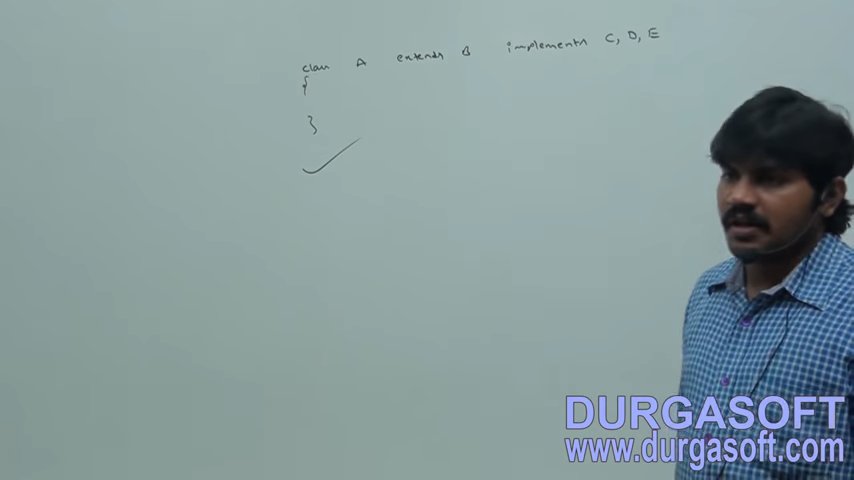 class A extends B implements C, D, E
{
}
DURGASOFT
www.durgasoft.com